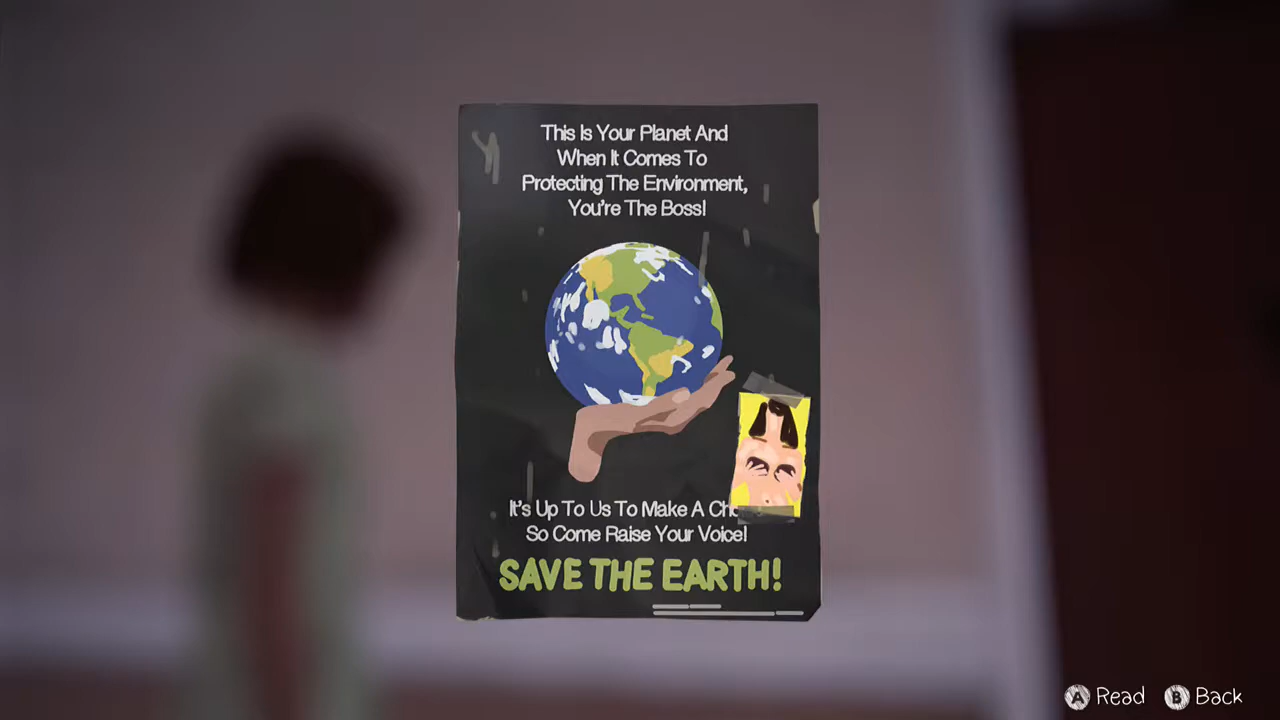 This Is Your Planet And
When It Comes To
Protecting The Environment,
You're The Boss!
It's Up To Us To Make A
So Come Raise Your Voice!
SAVE THE EARTH!
A Read B Back